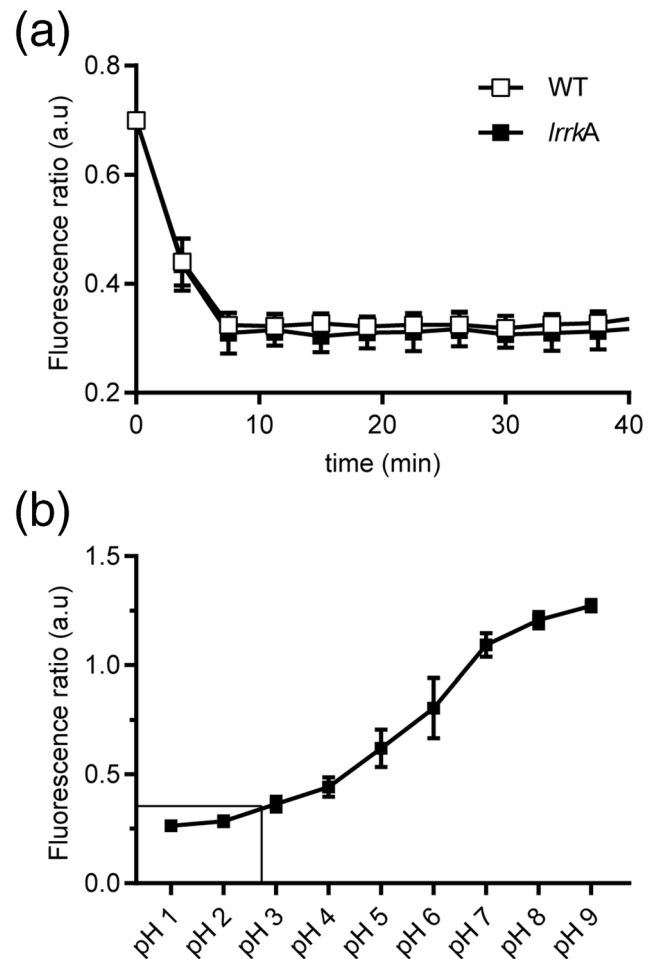 (a)
Fluorescence ratio (a.u)
0.8
0.6
0.4
0.2
WT
lrrkA
0
10
20
30
40
time (min)
(b)
Fluorescence ratio (a.u)
1.5
1.0
0.5
0.0
pH 1
pH 2
pH 3
pH 4
pH 5
pH 6
pH 7
pH 8
pH 9